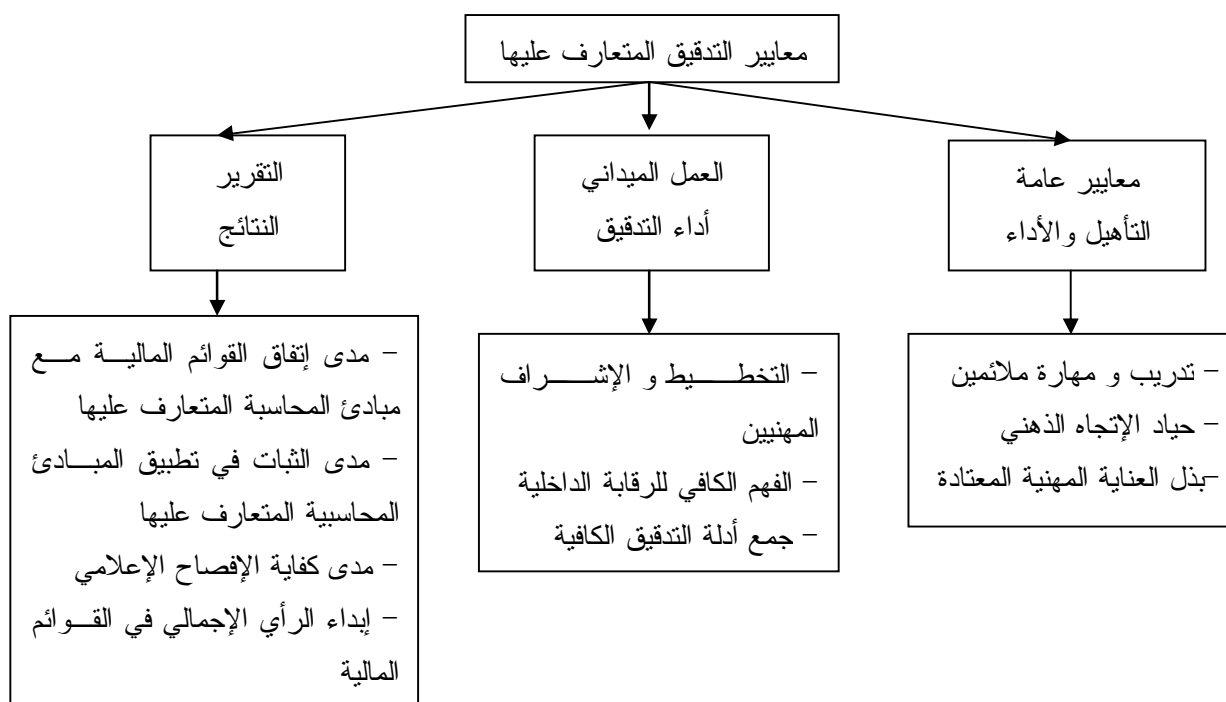 معايير التدقيق المتعارف عليها
معايير عامة
التأهيل والأداء
العمل الميداني
أداء التدقيق
التقرير
النتائج
– تدريب و مهارة ملائمين
– حياد الإتجاه الذهني
–بذل العناية المهنية المعتادة
– التخطيط و الإشراف
المهنيين
– الفهم الكافي للرقابة الداخلية
– جمع أدلة التدقيق الكافية
– مدى إتفاق القوائم المالية مع
مبادئ المحاسبة المتعارف عليها
– مدى الثبات في تطبيق المبادئ
المحاسبية المتعارف عليها
– مدى كفاية الإفصاح الإعلامي
– إبداء الرأي الإجمالي في القوائم
المالية